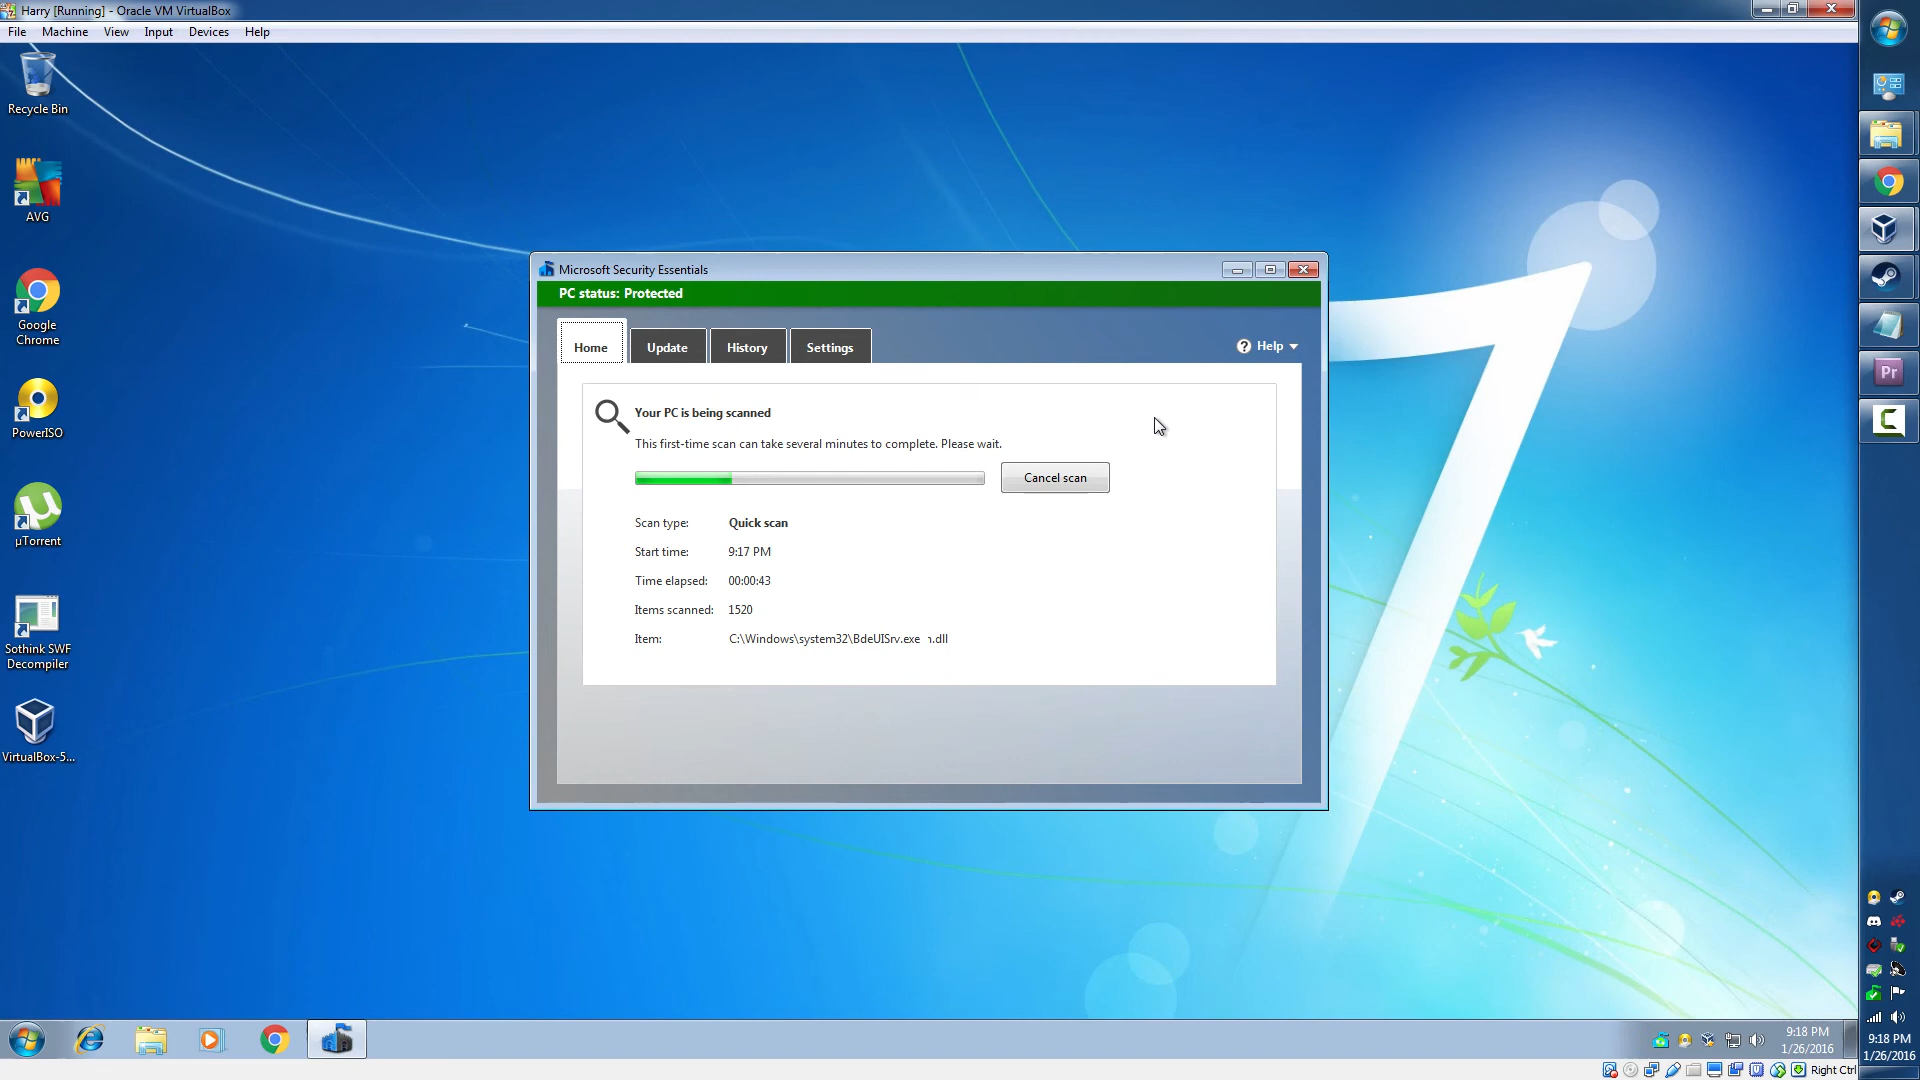 Harry [Running] - Oracle VM VirtualBox
File Machine View Input Devices Help
Recycle Bin
AVG
Google
Chrome
PowerISO
µTorrent
Sothink SWF
Decompiler
VirtualBox-5...
Microsoft Security Essentials
PC status: Protected
Home Update History Settings
? Help
Your PC is being scanned
This first-time scan can take several minutes to complete. Please wait.
Cancel scan
Scan type: Quick scan
Start time: 9:17 PM
Time elapsed: 00:00:43
Items scanned: 1520
Item: C:\Windows\system32\BdeUISrv.exe .dll
Pr
9:18 PM
1/26/2016
9:18 PM
1/26/2016
Right Ctrl